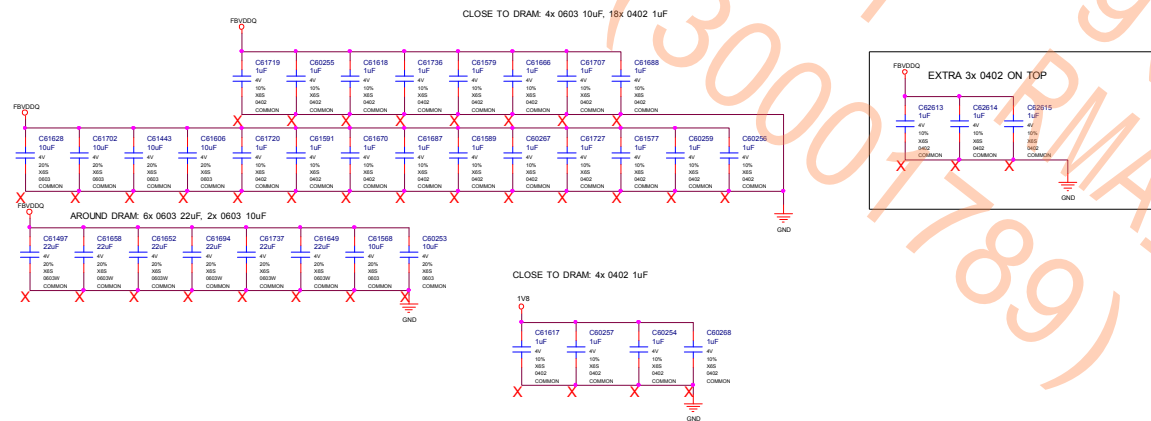 CLOSE TO DRAM: 4x 0603 10uF, 18x 0402 1uF
FBVDDQ
C61719 C60255 C61618 C61736 C61579 C61666 C61707 C61688
1uF 1uF 1uF 1uF 1uF 1uF 1uF 1uF
4V 4V 4V 4V 4V 4V 4V 4V
10% 10% 10% 10% 10% 10% 10% 10%
X6S X6S X6S X6S X6S X6S X6S X6S
0402 0402 0402 0402 0402 0402 0402 0402
COMMON COMMON COMMON COMMON COMMON COMMON COMMON COMMON
FBVDDQ
C61628 C61702 C61443 C61606 C61720 C61591 C61670 C61687 C61589 C60267 C61727 C61577 C60259 C60256
10uF 10uF 10uF 10uF 1uF 1uF 1uF 1uF 1uF 1uF 1uF 1uF 1uF 1uF
4V 4V 4V 4V 4V 4V 4V 4V 4V 4V 4V 4V 4V 4V
20% 20% 20% 20% 10% 10% 10% 10% 10% 10% 10% 10% 10% 10%
X6S X6S X6S X6S X6S X6S X6S X6S X6S X6S X6S X6S X6S X6S
0603 0603 0603 0603 0402 0402 0402 0402 0402 0402 0402 0402 0402 0402
COMMON COMMON COMMON COMMON COMMON COMMON COMMON COMMON COMMON COMMON COMMON COMMON COMMON COMMON
GND
FBVDDQ
AROUND DRAM: 6x 0603 22uF, 2x 0603 10uF
C61497 C61658 C61652 C61694 C61737 C61649 C61568 C60253
22uF 22uF 22uF 22uF 22uF 22uF 10uF 10uF
4V 4V 4V 4V 4V 4V 4V 4V
20% 20% 20% 20% 20% 20% 20% 20%
X6S X6S X6S X6S X6S X6S X6S X6S
0603W 0603W 0603W 0603W 0603W 0603W 0603 0603
COMMON COMMON COMMON COMMON COMMON COMMON COMMON COMMON
GND
CLOSE TO DRAM: 4x 0402 1uF
1V8
C61617 C60257 C60254 C60268
1uF 1uF 1uF 1uF
4V 4V 4V 4V
10% 10% 10% 10%
X6S X6S X6S X6S
0402 0402 0402 0402
COMMON COMMON COMMON COMMON
GND
EXTRA 3x 0402 ON TOP
FBVDDQ
C62613 C62614 C62615
1uF 1uF 1uF
4V 4V 4V
10% 10% 10%
X6S X6S X6S
0402 0402 0402
COMMON COMMON COMMON
GND
(30001789)